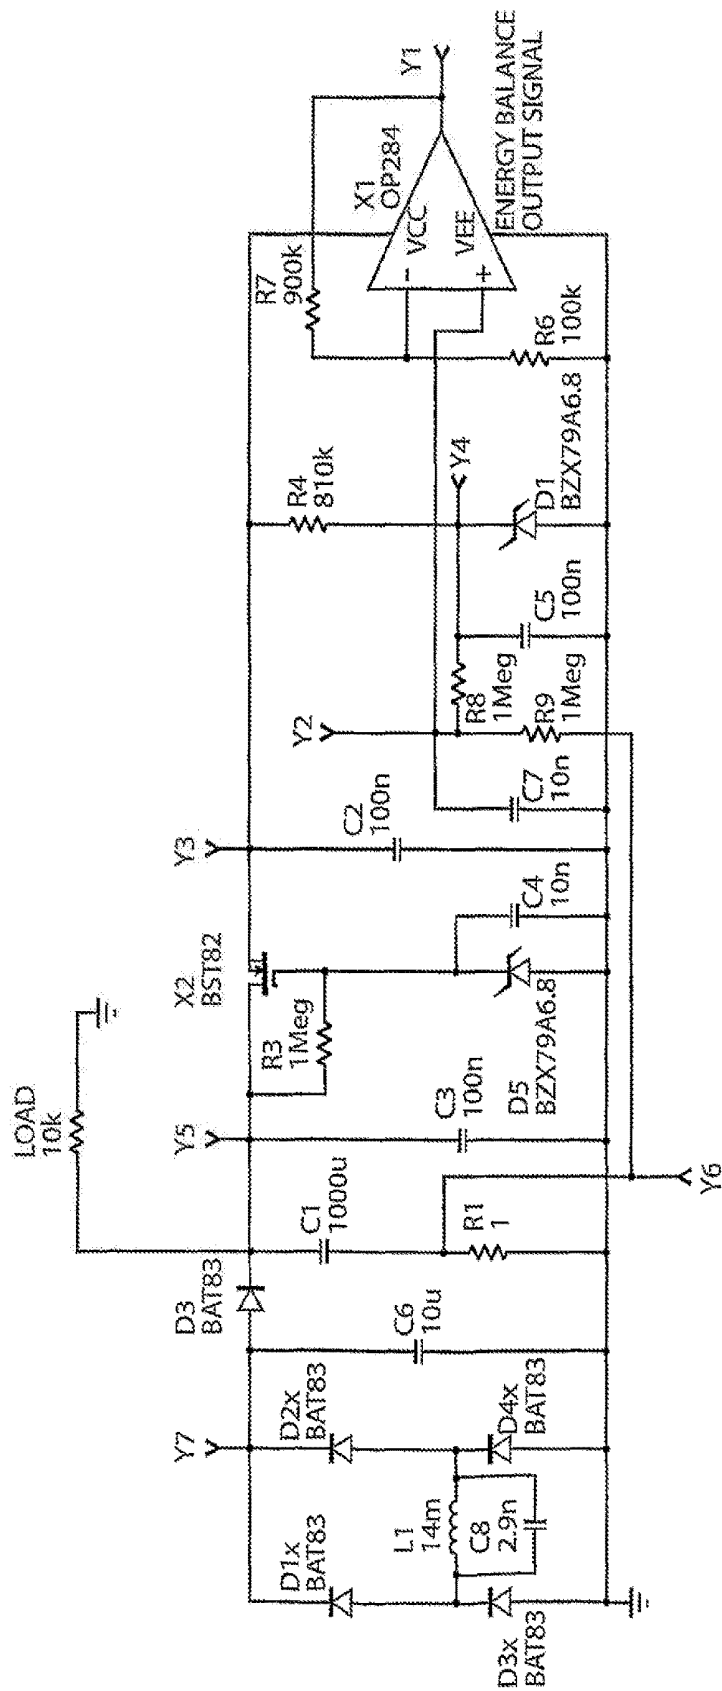 LOAD
10k
Y7
D1x
BAT83
D2x
BAT83
D3
BAT83
Y5
X2
BST82
Y3
L1
14m
C8
2.9n
D3x
BAT83
D4x
BAT83
C6
10u
C1
1000u
R1
1
Y6
C3
100n
R3
1Meg
D5
BZX79A6.8
C4
10n
C2
100n
Y2
C7
10n
R8
1Meg
R9
1Meg
C5
100n
R4
810k
Y4
D1
BZX79A6.8
R7
900k
R6
100k
X1
OP284
VCC
VEE
-
+
Y1
ENERGY BALANCE
OUTPUT SIGNAL